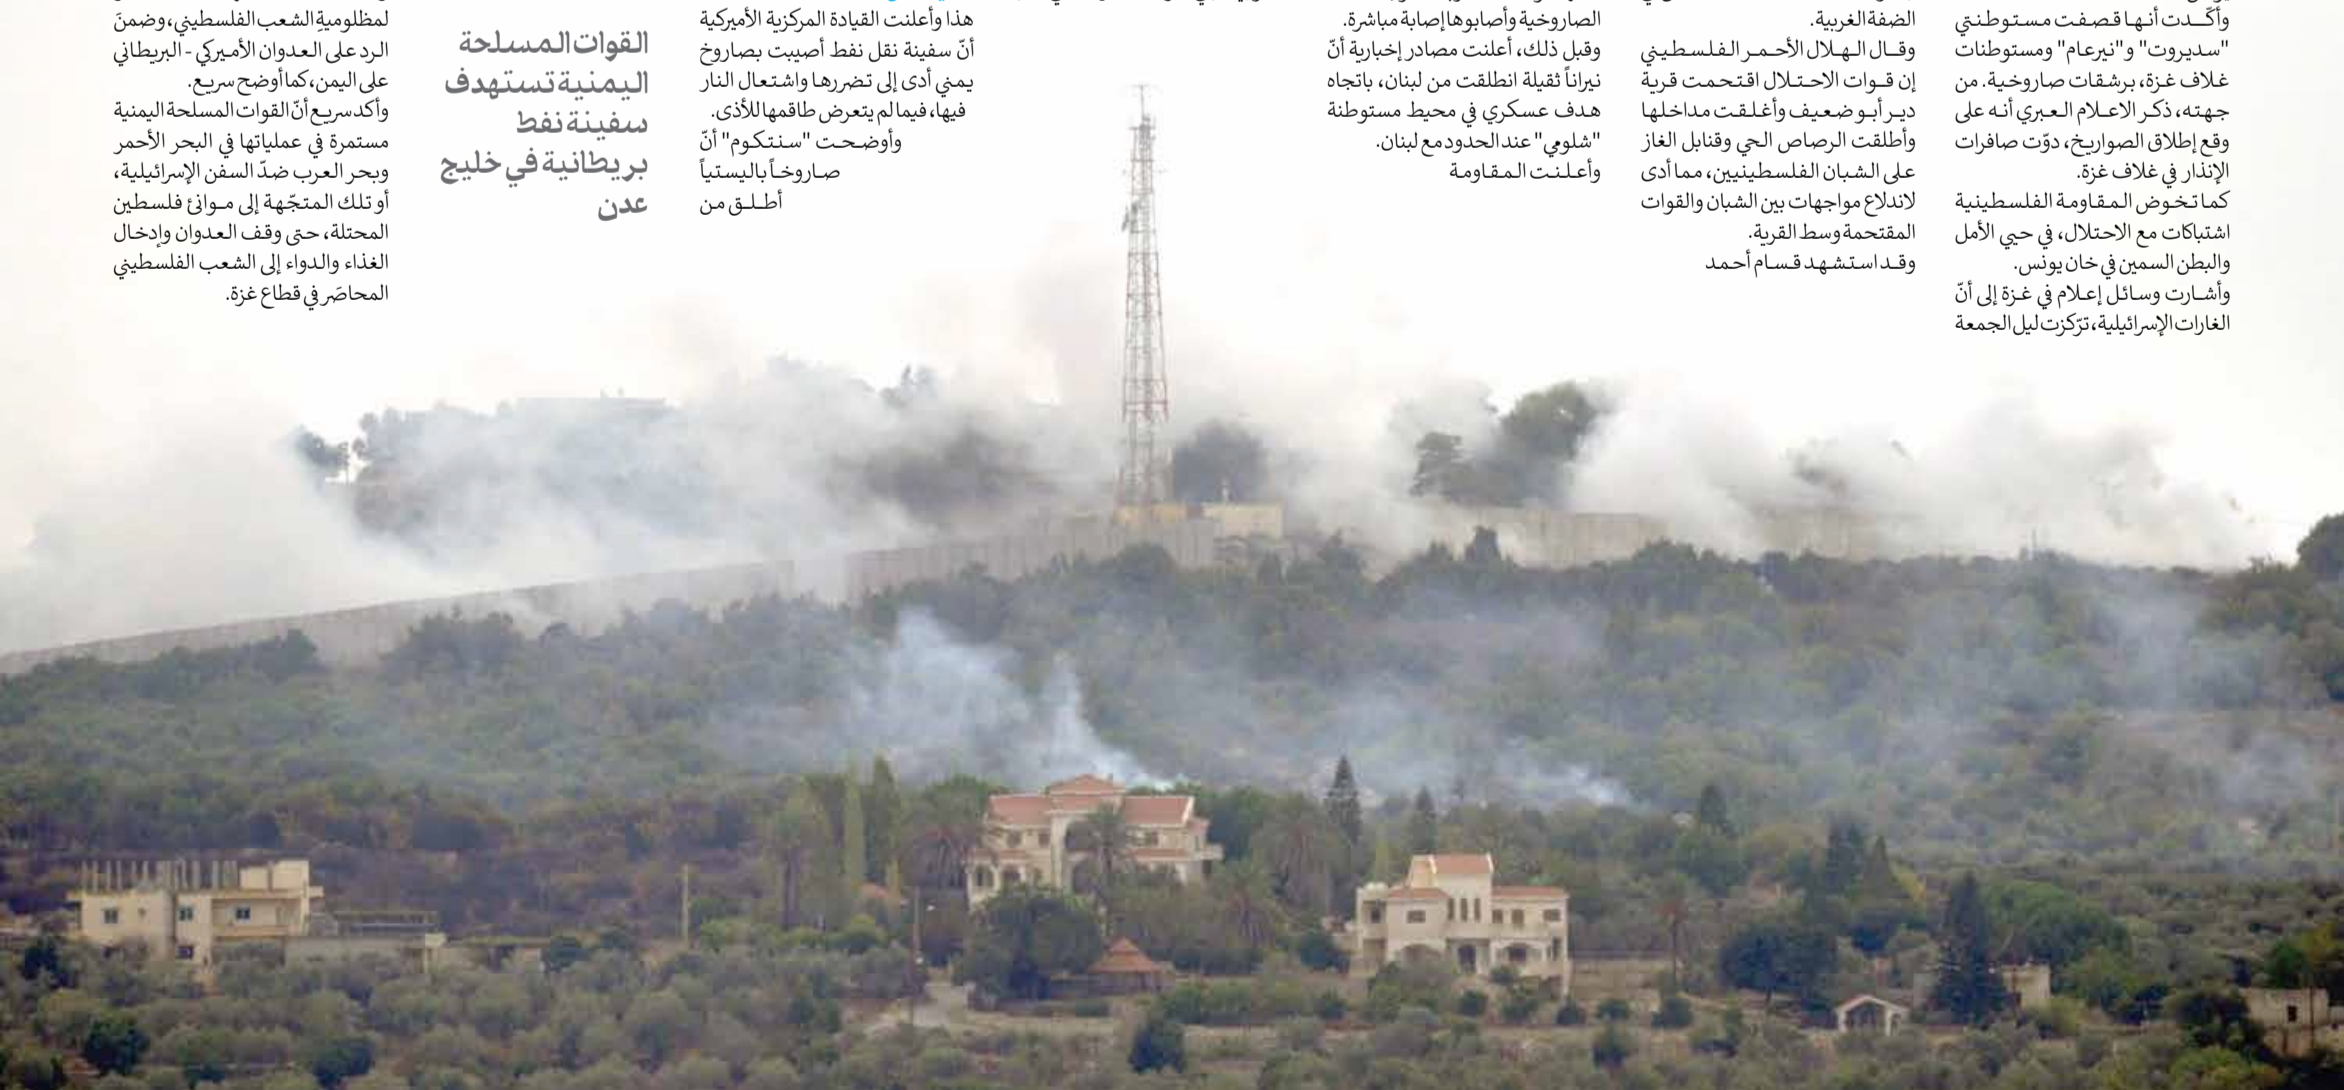 وأكّدت أنها قصفت مستوطنتي
"سديروت" و"نيرعام" ومستوطنات
غلاف غزة، برشقات صاروخية. من
جهته، ذكر الاعلام العبري أنه على
وقع إطلاق الصواريخ، دوّت صافرات
الإنذار في غلاف غزة.
كما تخوض المقاومة الفلسطينية
اشتباكات مع الاحتلال، في حيي الأمل
والبطن السمين في خان يونس.
وأشارت وسائل إعلام في غزة إلى أنّ
الغارات الإسرائيلية، تركّزت ليل الجمعة
الضفة الغربية.
وقال الهلال الأحمر الفلسطيني
إن قوات الاحتلال اقتحمت قرية
دير أبو ضعيف وأغلقت مداخلها
وأطلقت الرصاص الحي وقنابل الغاز
على الشبان الفلسطينيين، مما أدى
لاندلاع مواجهات بين الشبان والقوات
المقتحمة وسط القرية.
وقد استشهد قسام أحمد
الصاروخية وأصابوها إصابة مباشرة.
وقبل ذلك، أعلنت مصادر إخبارية أنّ
نيراناً ثقيلة انطلقت من لبنان، باتجاه
هدف عسكري في محيط مستوطنة
"شلومي" عند الحدود مع لبنان.
وأعلنت المقاومة
هذا وأعلنت القيادة المركزية الأميركية
أنّ سفينة نقل نفط أصيبت بصاروخ
يمني أدى إلى تضررها واشتعال النار
فيها، فيما لم يتعرض طاقمها للأذى.
وأوضحت "سنتكوم" أنّ
صاروخاً باليستياً
أطلق من
القوات المسلحة
اليمنية تستهدف
سفينة نفط
بريطانية في خليج
عدن
لمظلوميةِ الشعب الفلسطيني، وضمنَ
الرد على العدوان الأميركي - البريطاني
على اليمن، كما أوضح سريع.
وأكد سريع أنّ القوات المسلحة اليمنية
مستمرة في عملياتها في البحر الأحمر
وبحر العرب ضدّ السفن الإسرائيلية،
أو تلك المتجّهة إلى موانئ فلسطين
المحتلة، حتى وقف العدوان وإدخال
الغذاء والدواء إلى الشعب الفلسطيني
المحاصَر في قطاع غزة.